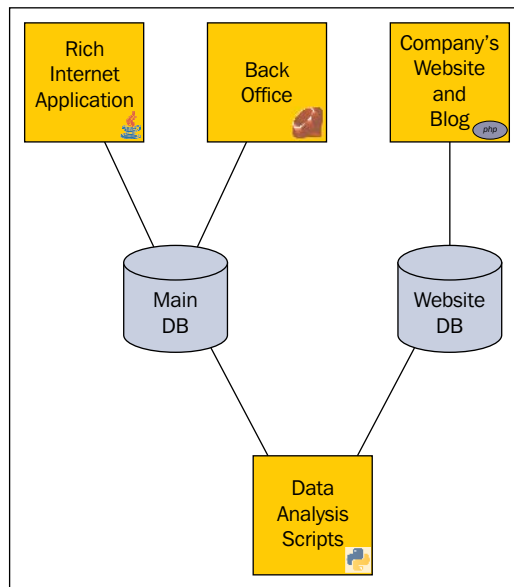 Rich
Internet
Application
Back
Office
Company's
Website
and
Blog
php
Main
DB
Website
DB
Data
Analysis
Scripts